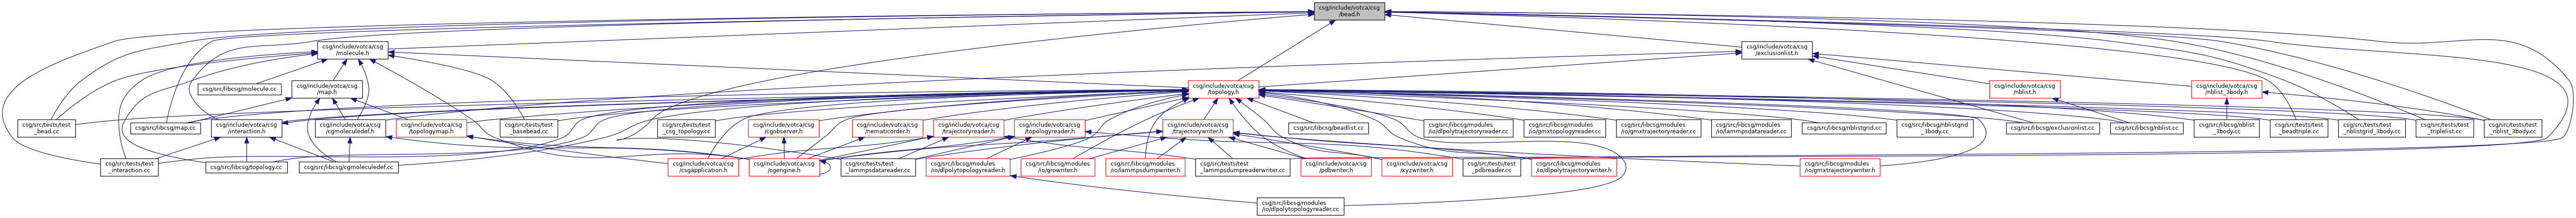 csg/include/votca/csg
/bead.h
csg/include/votca/csg
/molecule.h
csg/include/votca/csg
/exclusionlist.h
csg/src/libcsg/molecule.cc
csg/include/votca/csg
/map.h
csg/include/votca/csg
/topology.h
csg/include/votca/csg
/nblist.h
csg/include/votca/csg
/nblist_3body.h
csg/src/tests/test
_bead.cc
csg/src/libcsg/map.cc
csg/include/votca/csg
/interaction.h
csg/include/votca/csg
/cgmoleculedef.h
csg/include/votca/csg
/topologymap.h
csg/src/tests/test
_basebead.cc
csg/src/tests/test
_csg_topology.cc
csg/include/votca/csg
/cgobserver.h
csg/include/votca/csg
/nematicorder.h
csg/include/votca/csg
/trajectoryreader.h
csg/include/votca/csg
/topologyreader.h
csg/include/votca/csg
/trajectorywriter.h
csg/src/libcsg/beadlist.cc
csg/src/libcsg/modules
/io/dlpolytrajectoryreader.cc
csg/src/libcsg/modules
/io/gmxtopologyreader.cc
csg/src/libcsg/modules
/io/gmxtrajectoryreader.cc
csg/src/libcsg/modules
/io/lammpsdatareader.cc
csg/src/libcsg/nblistgrid.cc
csg/src/libcsg/nblistgrid
_3body.cc
csg/src/libcsg/exclusionlist.cc
csg/src/libcsg/nblist.cc
csg/src/libcsg/nblist
_3body.cc
csg/src/tests/test
_beadtriple.cc
csg/src/tests/test
_nblistgrid_3body.cc
csg/src/tests/test
_triplelist.cc
csg/src/tests/test
_nblist_3body.cc
csg/src/tests/test
_interaction.cc
csg/src/libcsg/topology.cc
csg/src/libcsg/cgmoleculedef.cc
csg/include/votca/csg
/csgapplication.h
csg/include/votca/csg
/cgengine.h
csg/src/tests/test
_lammpsdatareader.cc
csg/src/libcsg/modules
/io/dlpolytopologyreader.h
csg/src/libcsg/modules
/io/growriter.h
csg/src/libcsg/modules
/io/lammpsdumpwriter.h
csg/src/tests/test
_lammpsdumpreaderwriter.cc
csg/include/votca/csg
/pdbwriter.h
csg/include/votca/csg
/xyzwriter.h
csg/src/tests/test
_pdbreader.cc
csg/src/libcsg/modules
/io/dlpolytrajectorywriter.h
csg/src/libcsg/modules
/io/gmxtrajectorywriter.h
csg/src/libcsg/modules
/io/dlpolytopologyreader.cc